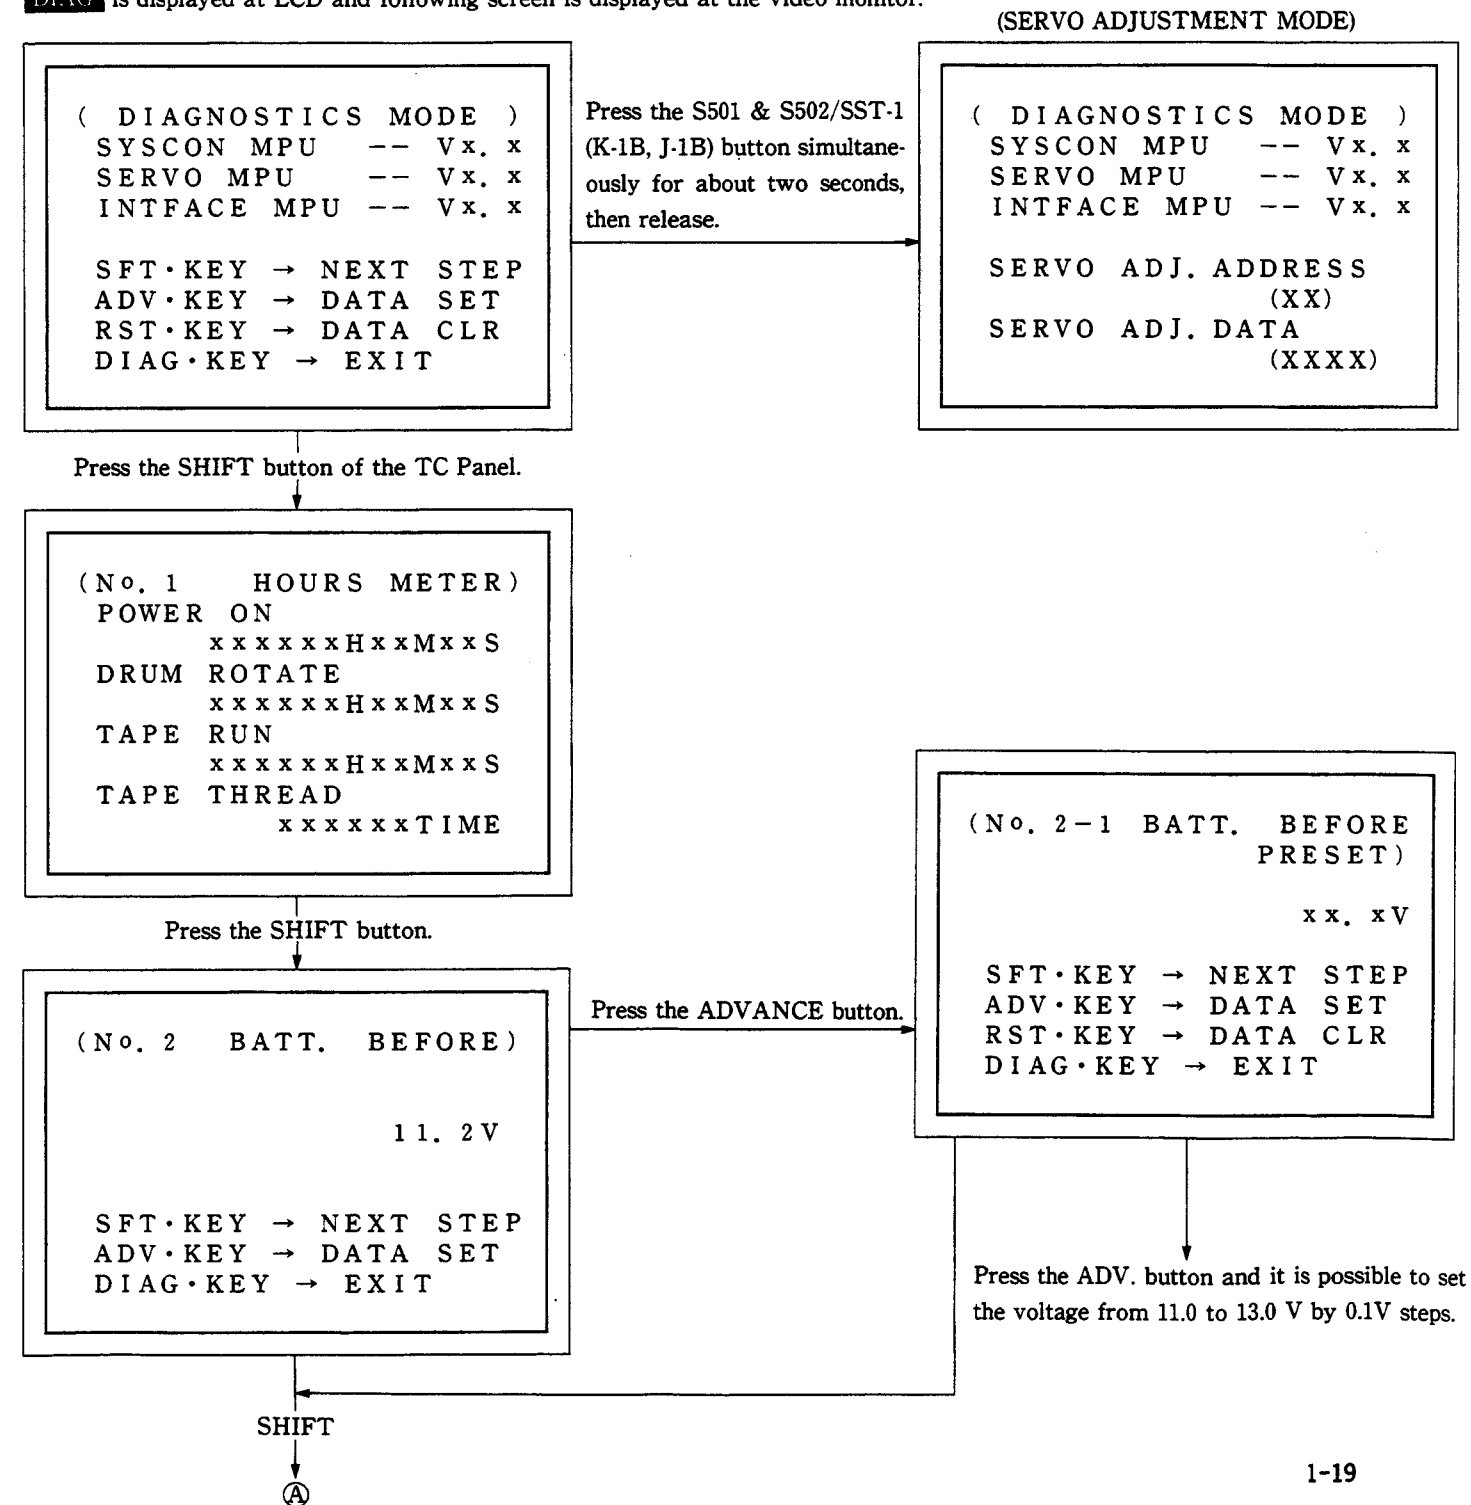 DIAG is displayed at LCD and following screen is displayed at the video monitor.
(SERVO ADJUSTMENT MODE)
( DIAGNOSTICS MODE )
SYSCON MPU -- Vx. x
SERVO MPU -- Vx. x
INTFACE MPU -- Vx. x
SFT・KEY → NEXT STEP
ADV・KEY → DATA SET
RST・KEY → DATA CLR
DIAG・KEY → EXIT
Press the S501 & S502/SST-1
(K-1B, J-1B) button simultane-
ously for about two seconds,
then release.
( DIAGNOSTICS MODE )
SYSCON MPU -- Vx. x
SERVO MPU -- Vx. x
INTFACE MPU -- Vx. x
SERVO ADJ. ADDRESS
(XX)
SERVO ADJ. DATA
(XXXX)
Press the SHIFT button of the TC Panel.
(No. 1 HOURS METER)
POWER ON
xxxxxxHxxMxxS
DRUM ROTATE
xxxxxxHxxMxxS
TAPE RUN
xxxxxxHxxMxxS
TAPE THREAD
xxxxxxTIME
Press the SHIFT button.
(No. 2 BATT. BEFORE)
11. 2V
SFT・KEY → NEXT STEP
ADV・KEY → DATA SET
DIAG・KEY → EXIT
Press the ADVANCE button.
(No. 2-1 BATT. BEFORE
PRESET)
xx. xV
SFT・KEY → NEXT STEP
ADV・KEY → DATA SET
RST・KEY → DATA CLR
DIAG・KEY → EXIT
Press the ADV. button and it is possible to set
the voltage from 11.0 to 13.0 V by 0.1V steps.
SHIFT
Ⓐ
1-19